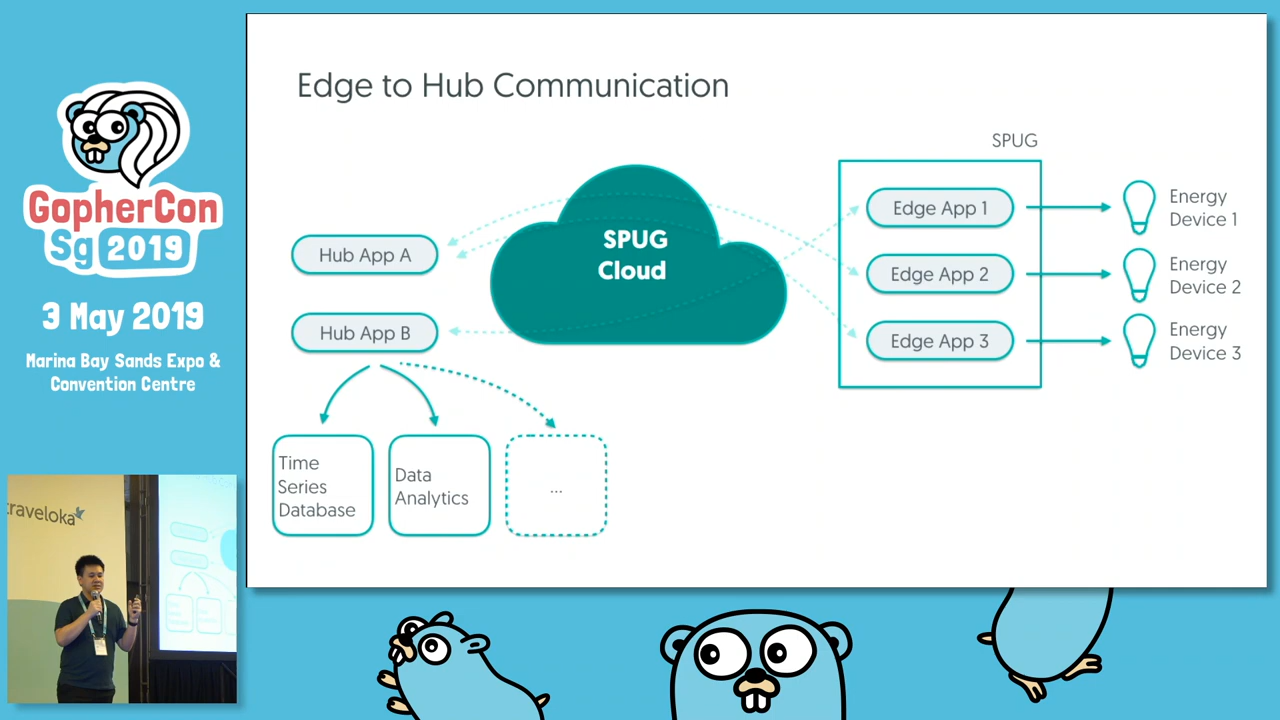 GopherCon
Sg 2019
3 May 2019
Marina Bay Sands Expo &
Convention Centre
traveloka
Edge to Hub Communication
SPUG
SPUG
Cloud
Hub App A
Hub App B
Edge App 1
Edge App 2
Edge App 3
Energy
Device 1
Energy
Device 2
Energy
Device 3
Time
Series
Database
Data
Analytics
...